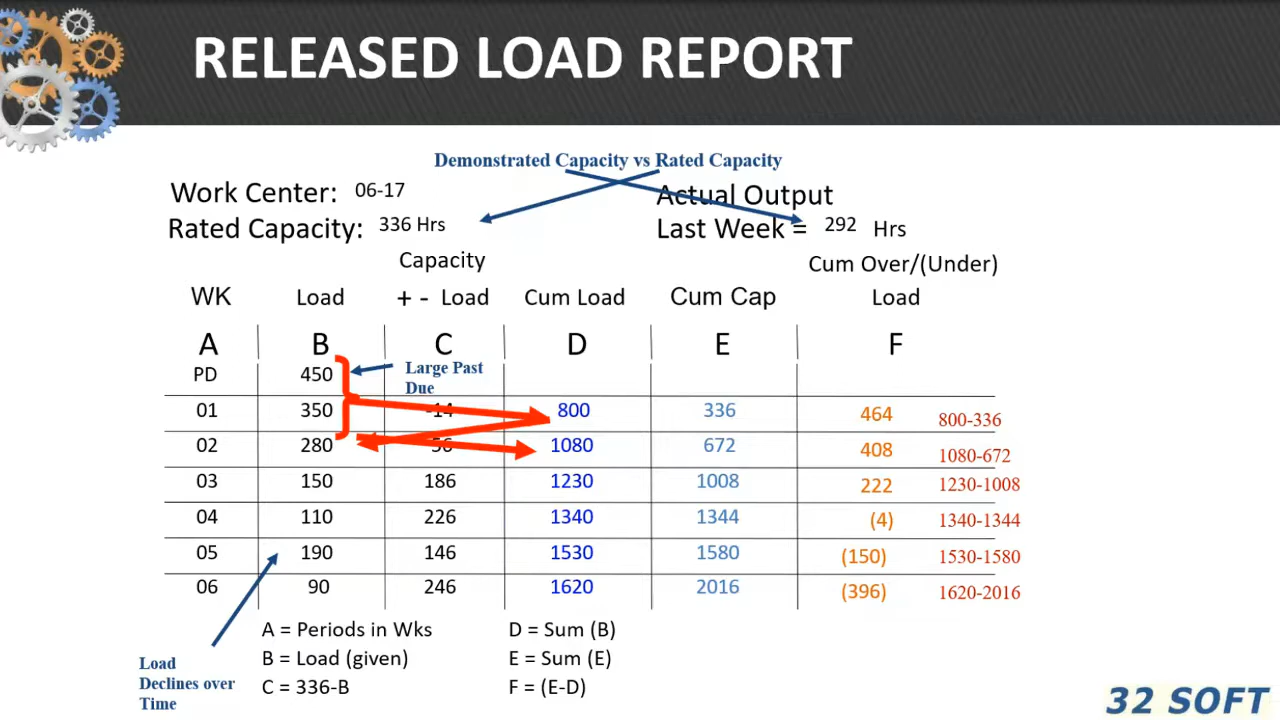 RELEASED LOAD REPORT
Demonstrated Capacity vs Rated Capacity
Work Center: 06-17
Actual Output
Rated Capacity: 336 Hrs
Last Week = 292 Hrs
Capacity
Cum Over/(Under)
WK Load + - Load Cum Load Cum Cap Load
A B C D E F
PD 450 Large Past
Due
01 350 -14 800 336 464 800-336
02 280 56 1080 672 408 1080-672
03 150 186 1230 1008 222 1230-1008
04 110 226 1340 1344 (4) 1340-1344
05 190 146 1530 1580 (150) 1530-1580
06 90 246 1620 2016 (396) 1620-2016
A = Periods in Wks D = Sum (B)
B = Load (given) E = Sum (E)
C = 336-B F = (E-D)
Load
Declines over
Time
32 SOFT